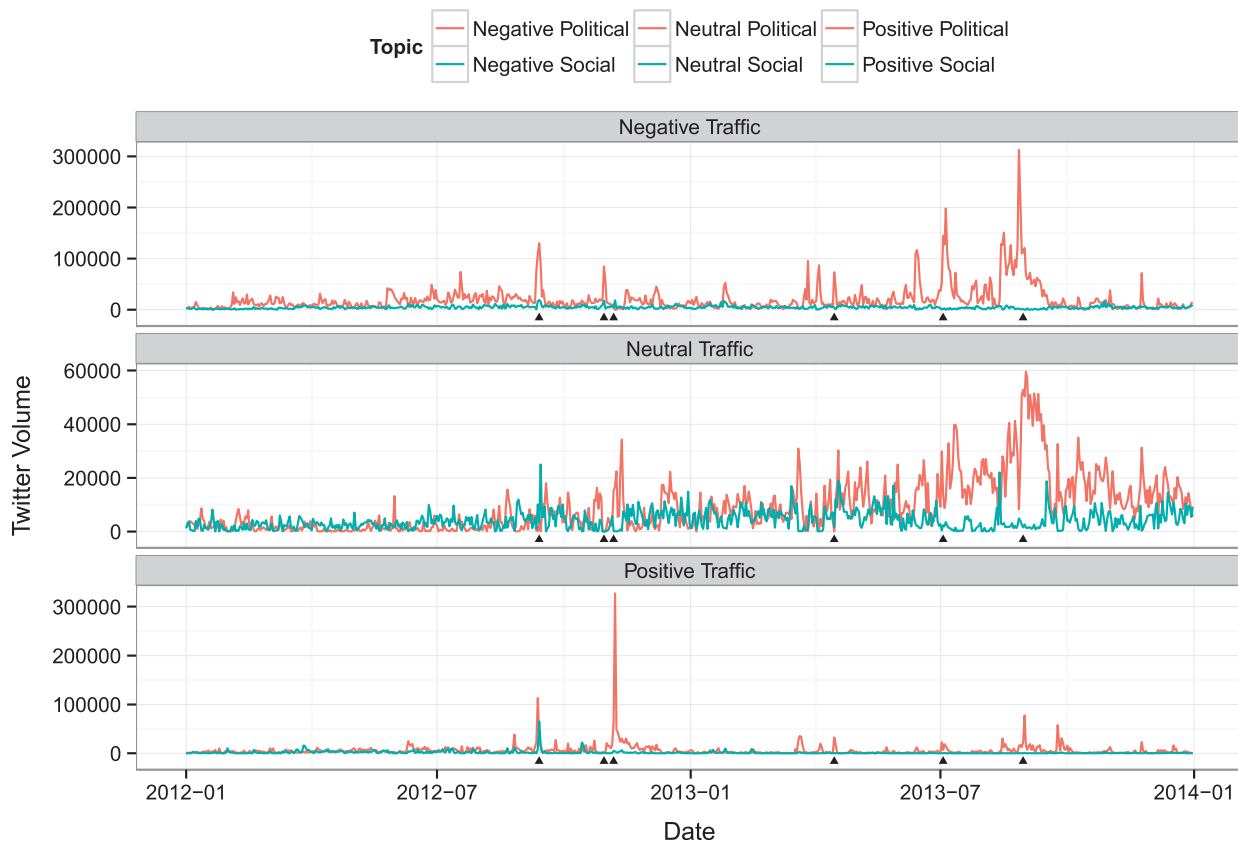 Topic
Negative Political Neutral Political Positive Political
Negative Social Neutral Social Positive Social
Negative Traffic
300000
200000
100000
0
Neutral Traffic
60000
40000
20000
0
Positive Traffic
300000
200000
100000
0
Twitter Volume
2012−01 2012−07 2013−01 2013−07 2014−01
Date